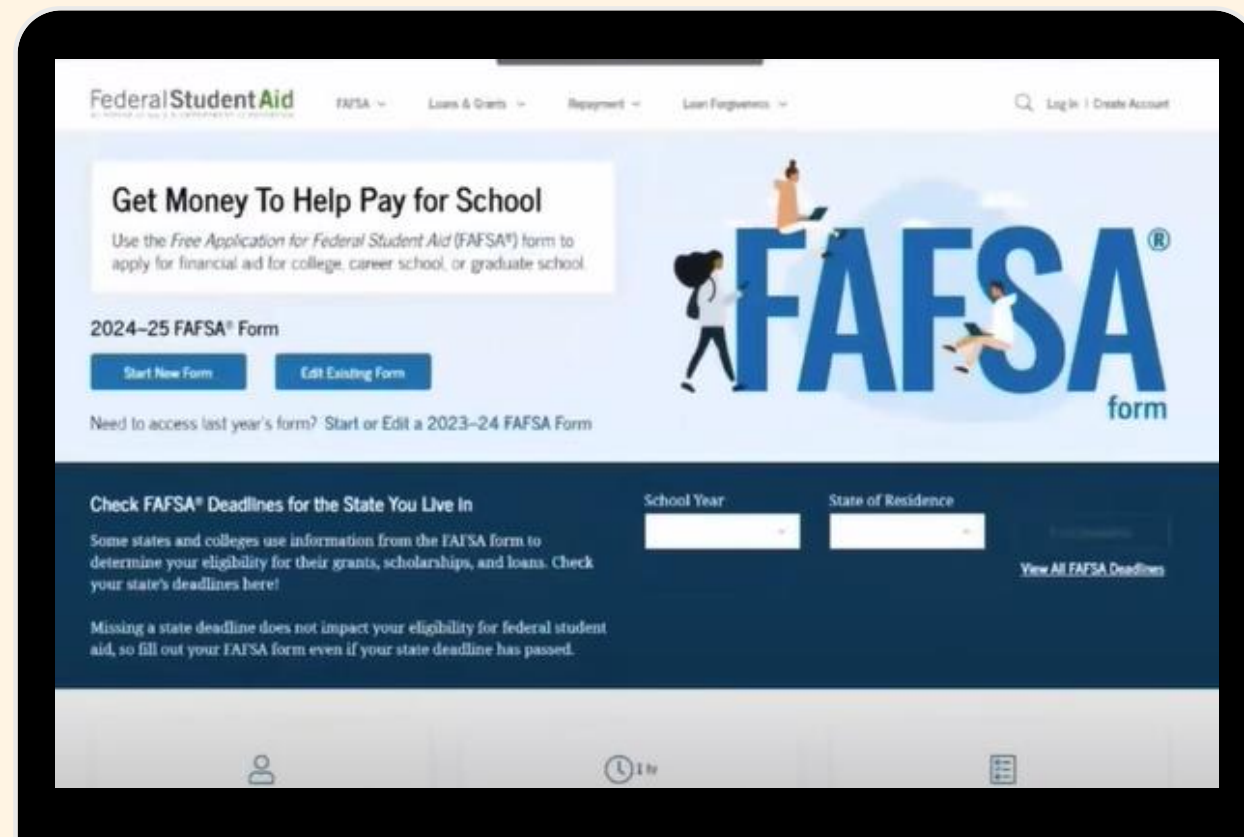 Federal Student Aid
FAFSA
Loans & Grants
Repayment
Loan Forgiveness
Log In | Create Account
Get Money To Help Pay for School
Use the Free Application for Federal Student Aid (FAFSA®) form to
apply for financial aid for college, career school, or graduate school.
FAFSA®
form
2024–25 FAFSA® Form
Start New Form
Edit Existing Form
Need to access last year's form? Start or Edit a 2023–24 FAFSA Form
Check FAFSA® Deadlines for the State You Live In
Some states and colleges use information from the FAFSA form to
determine your eligibility for their grants, scholarships, and loans. Check
your state's deadlines here!
Missing a state deadline does not impact your eligibility for federal student
aid, so fill out your FAFSA form even if your state deadline has passed.
School Year
State of Residence
View All FAFSA Deadlines
1 hr